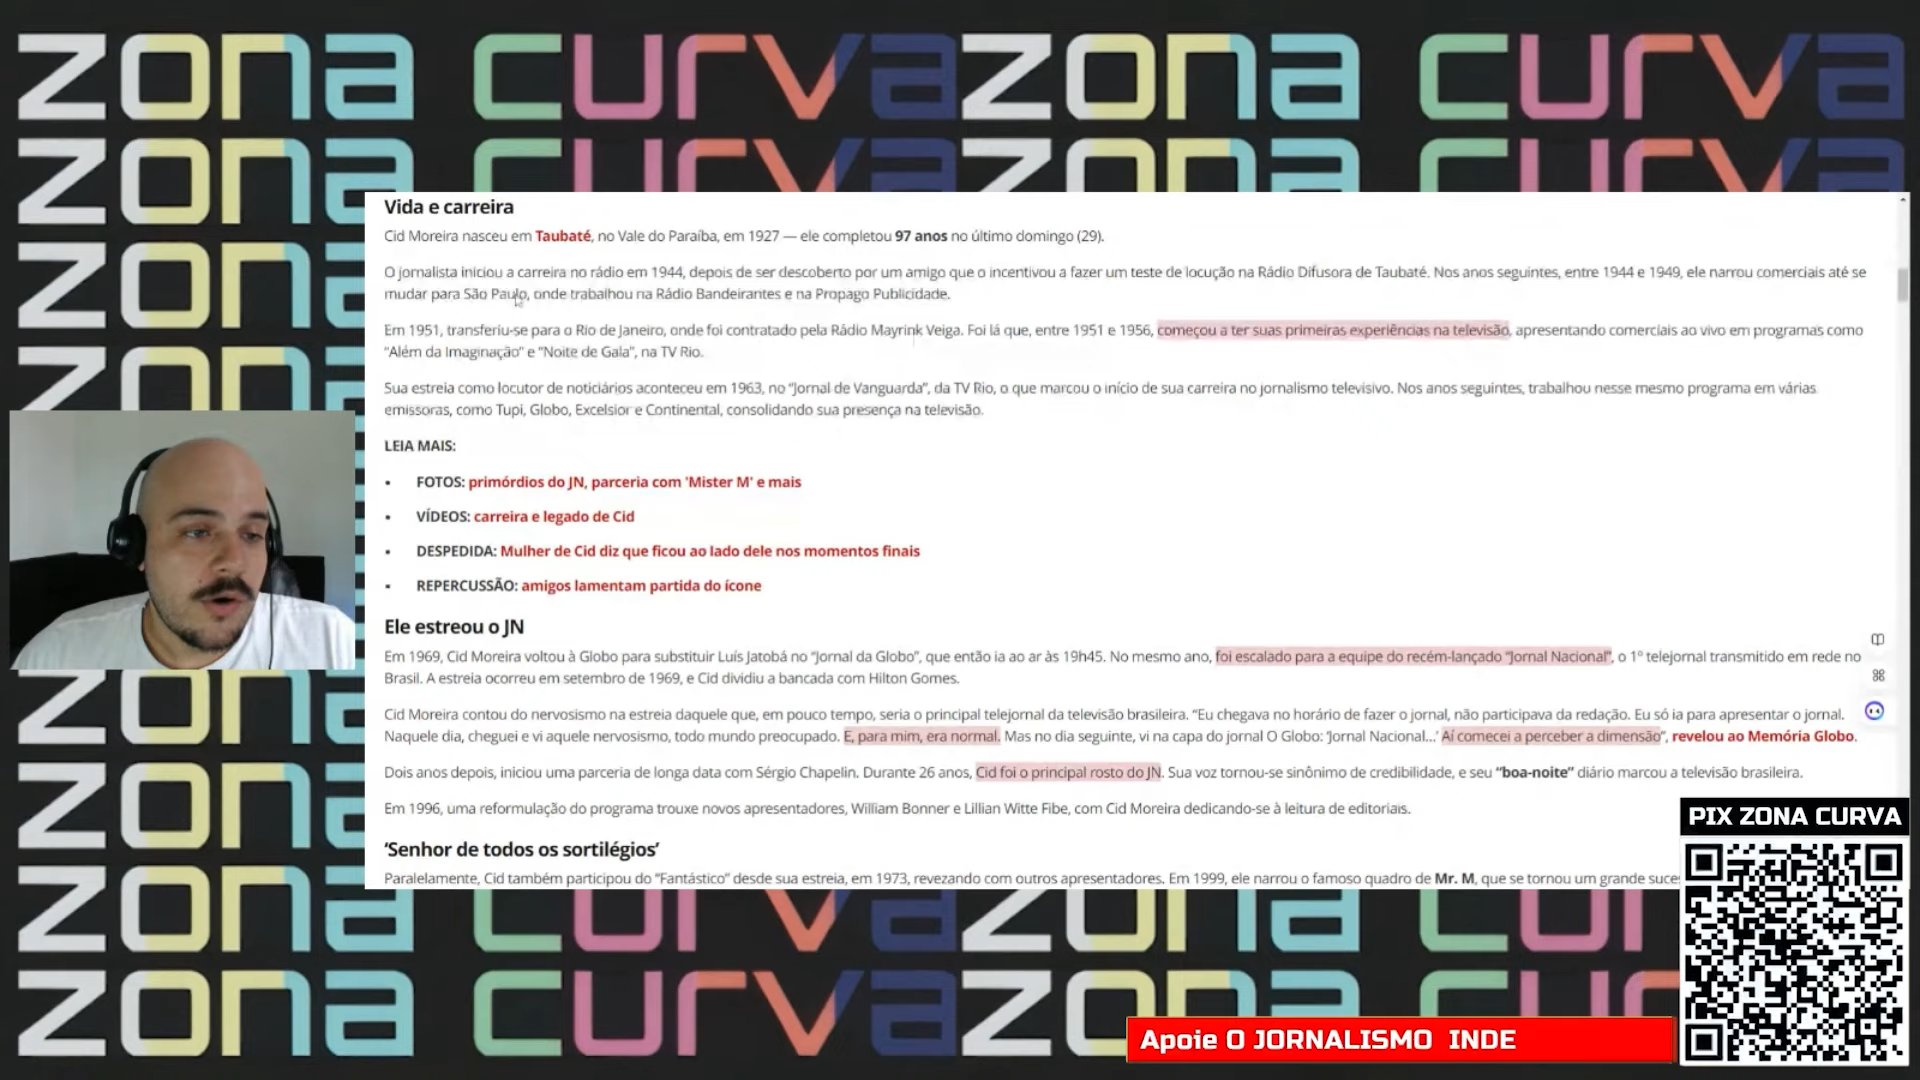 zona curva zona curva
zona curva zona curva
Vida e carreira
Cid Moreira nasceu em Taubaté, no Vale do Paraíba, em 1927 — ele completou 97 anos no último domingo (29).
O jornalista iniciou a carreira no rádio em 1944, depois de ser descoberto por um amigo que o incentivou a fazer um teste de locução na Rádio Difusora de Taubaté. Nos anos seguintes, entre 1944 e 1949, ele narrou comerciais até se
mudar para São Paulo, onde trabalhou na Rádio Bandeirantes e na Propago Publicidade.
Em 1951, transferiu-se para o Rio de Janeiro, onde foi contratado pela Rádio Mayrink Veiga. Foi lá que, entre 1951 e 1956, começou a ter suas primeiras experiências na televisão, apresentando comerciais ao vivo em programas como
“Além da Imaginação” e “Noite de Gala”, na TV Rio.
Sua estreia como locutor de noticiários aconteceu em 1963, no “Jornal de Vanguarda”, da TV Rio, o que marcou o início de sua carreira no jornalismo televisivo. Nos anos seguintes, trabalhou nesse mesmo programa em várias
emissoras, como Tupi, Globo, Excelsior e Continental, consolidando sua presença na televisão.
LEIA MAIS:
• FOTOS: primórdios do JN, parceria com 'Mister M' e mais
• VÍDEOS: carreira e legado de Cid
• DESPEDIDA: Mulher de Cid diz que ficou ao lado dele nos momentos finais
• REPERCUSSÃO: amigos lamentam partida do ícone
Ele estreou o JN
Em 1969, Cid Moreira voltou à Globo para substituir Luís Jatobá no “Jornal da Globo”, que então ia ao ar às 19h45. No mesmo ano, foi escalado para a equipe do recém-lançado “Jornal Nacional”, o 1º telejornal transmitido em rede no
Brasil. A estreia ocorreu em setembro de 1969, e Cid dividiu a bancada com Hilton Gomes.
Cid Moreira contou do nervosismo na estreia daquele que, em pouco tempo, seria o principal telejornal da televisão brasileira. “Eu chegava no horário de fazer o jornal, não participava da redação. Eu só ia para apresentar o jornal.
Naquele dia, cheguei e vi aquele nervosismo, todo mundo preocupado. E, para mim, era normal. Mas no dia seguinte, vi na capa do jornal O Globo: ‘Jornal Nacional...’ Aí comecei a perceber a dimensão”, revelou ao Memória Globo.
Dois anos depois, iniciou uma parceria de longa data com Sérgio Chapelin. Durante 26 anos, Cid foi o principal rosto do JN. Sua voz tornou-se sinônimo de credibilidade, e seu “boa-noite” diário marcou a televisão brasileira.
Em 1996, uma reformulação do programa trouxe novos apresentadores, William Bonner e Lillian Witte Fibe, com Cid Moreira dedicando-se à leitura de editoriais.
‘Senhor de todos os sortilégios’
Paralelamente, Cid também participou do “Fantástico” desde sua estreia, em 1973, revezando com outros apresentadores. Em 1999, ele narrou o famoso quadro de Mr. M, que se tornou um grande suce
PIX ZONA CURVA
zona curva zona cur
zona curva zona
Apoie O JORNALISMO INDE